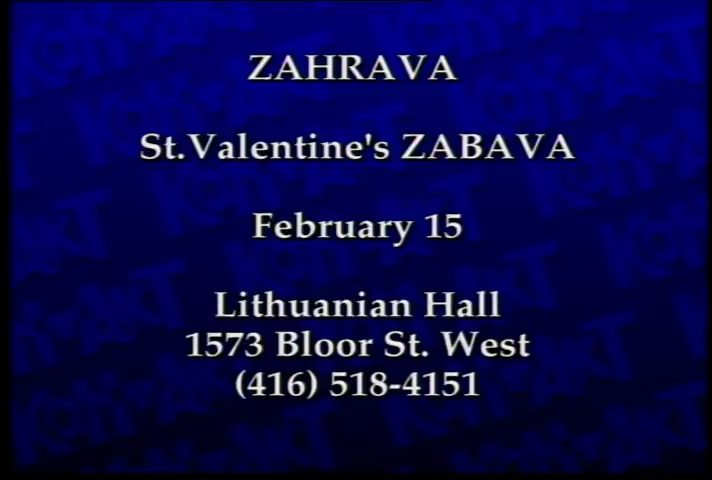 ZAHRAVA
St.Valentine's ZABAVA
February 15
Lithuanian Hall
1573 Bloor St. West
(416) 518-4151